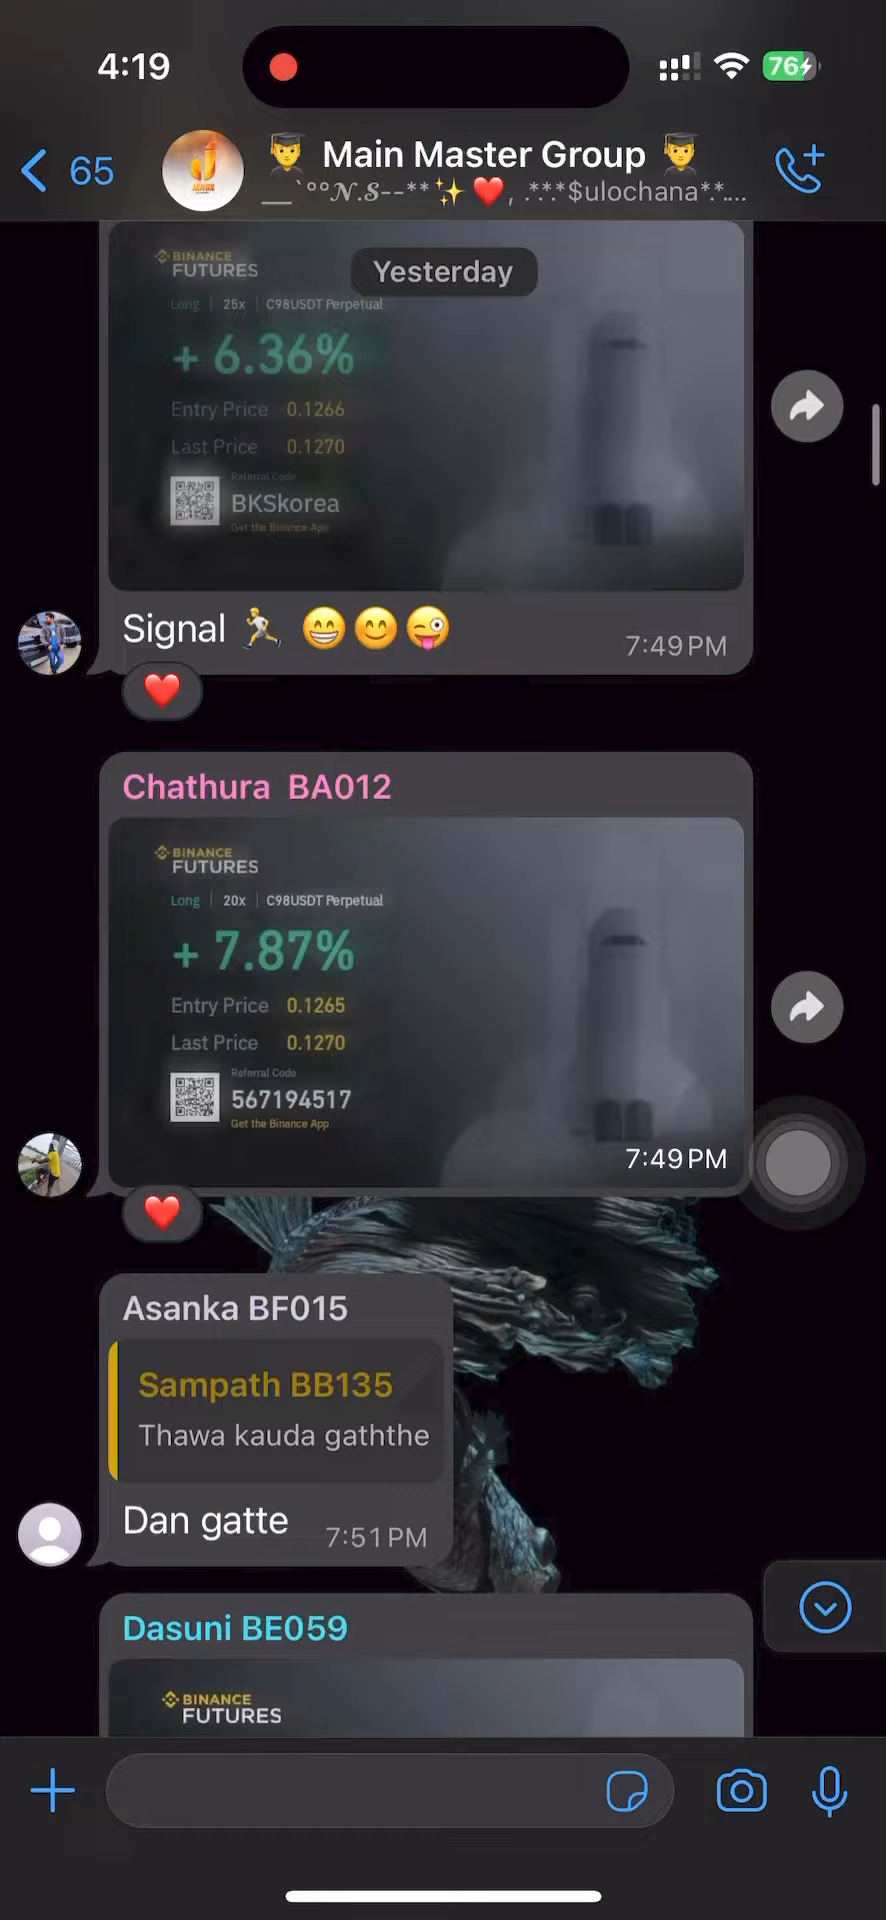 4:19
76
65
👨‍🎓 Main Master Group 👨‍🎓
__`°°𝓝.𝓢--**✨❤️, .***$ulochana**.…
Yesterday
BINANCE
FUTURES
Long | 25x | C98USDT Perpetual
+ 6.36%
Entry Price 0.1266
Last Price 0.1270
Referral Code
BKSkorea
Get the Binance App
Signal 🏃 😁😊😜
7:49 PM
❤️
Chathura BA012
BINANCE
FUTURES
Long | 20x | C98USDT Perpetual
+ 7.87%
Entry Price 0.1265
Last Price 0.1270
Referral Code
567194517
Get the Binance App
7:49 PM
❤️
Asanka BF015
Sampath BB135
Thawa kauda gaththe
Dan gatte
7:51 PM
Dasuni BE059
BINANCE
FUTURES